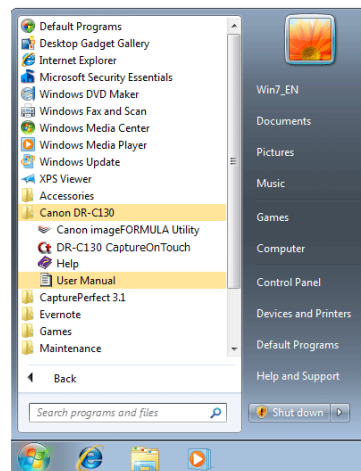 Default Programs
Desktop Gadget Gallery
Internet Explorer
Microsoft Security Essentials
Windows DVD Maker
Windows Fax and Scan
Windows Media Center
Windows Media Player
Windows Update
XPS Viewer
Accessories
Canon DR-C130
Canon imageFORMULA Utility
DR-C130 CaptureOnTouch
Help
User Manual
CapturePerfect 3.1
Evernote
Games
Maintenance
Back
Search programs and files
Win7_EN
Documents
Pictures
Music
Games
Computer
Control Panel
Devices and Printers
Default Programs
Help and Support
Shut down